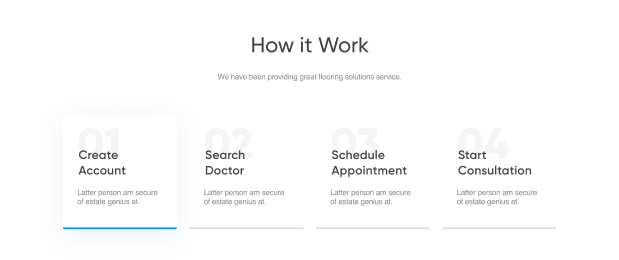 How it Work
We have been providing great flooring solutions service.
01
Create
Account
Latter person am secure
of estate genius at.
02
Search
Doctor
Latter person am secure
of estate genius at.
03
Schedule
Appointment
Latter person am secure
of estate genius at.
04
Start
Consultation
Latter person am secure
of estate genius at.